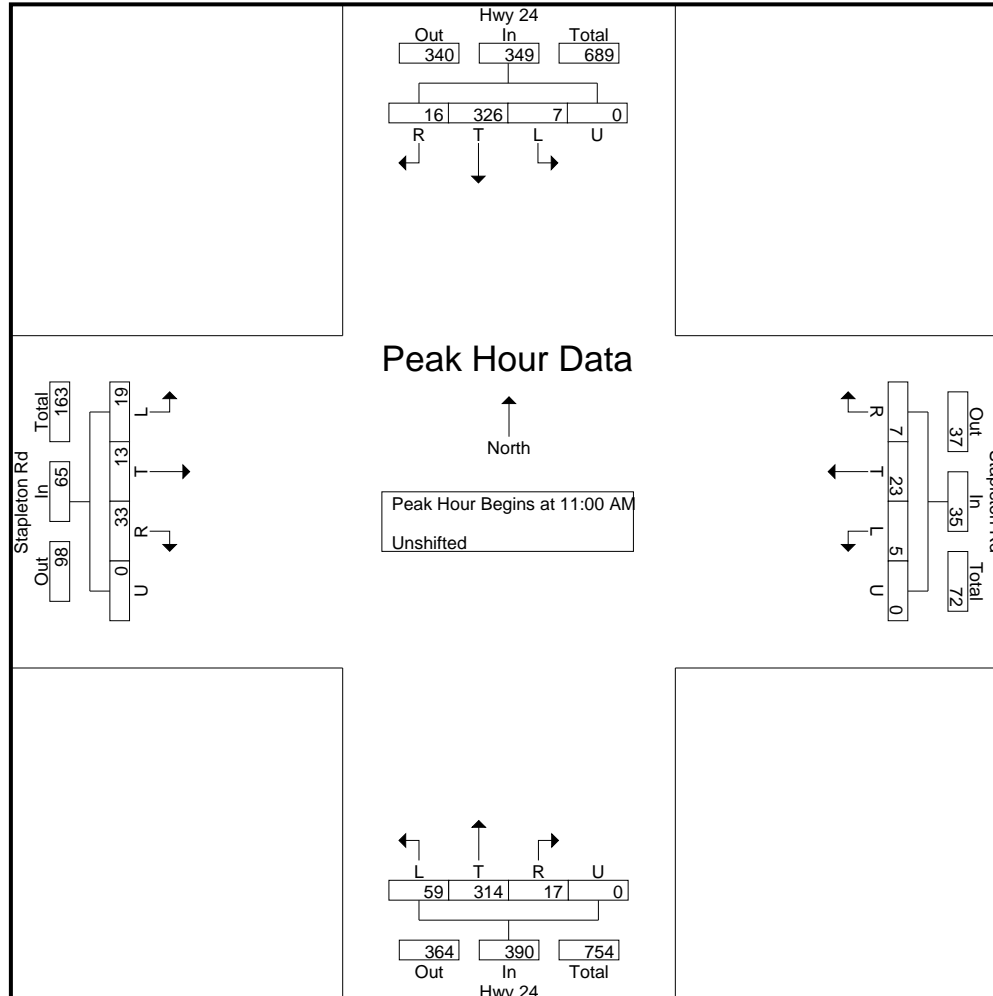 Hwy 24
Out In Total
340 349 689
16 326 7 0
R T L U
Peak Hour Data
North
Peak Hour Begins at 11:00 AM
Unshifted
Stapleton Rd
Total In Out
163 65 98
19 13 33 0
L T R U
R T L U
7 23 5 0
Out In Total
37 35 72
Stapleton Rd
L T R U
59 314 17 0
364 390 754
Out In Total
Hwy 24